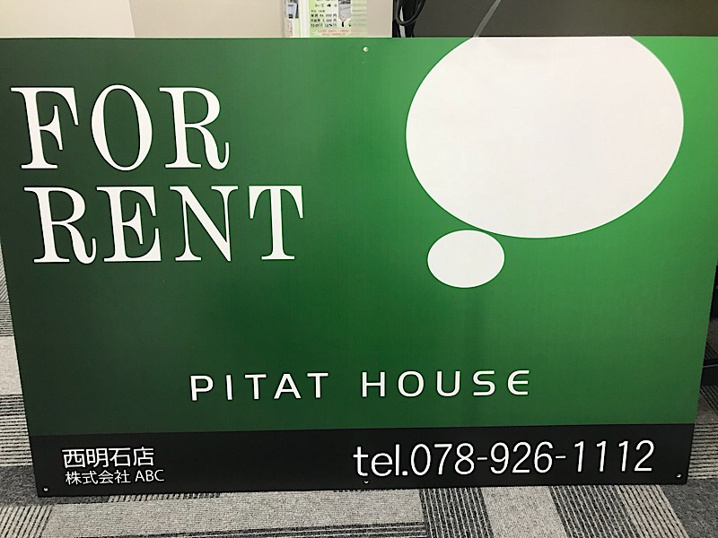 FOR
RENT
PITAT HOUSE
西明石店
株式会社 ABC
tel.078-926-1112